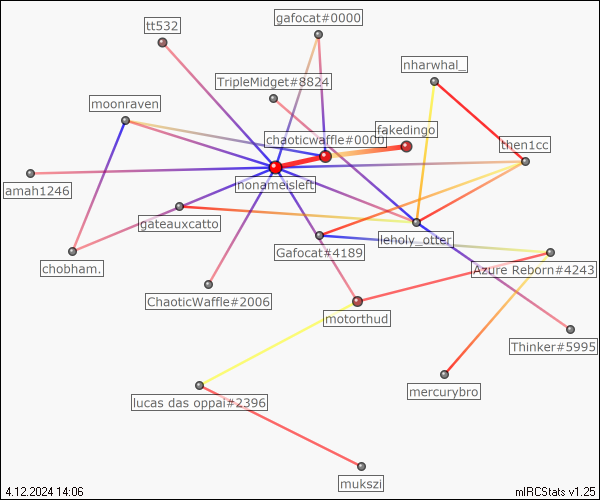 gafocat#0000
tt532
nharwhal_
TripleMidget#8824
moonraven
fakedingo
chaoticwaffle#0000
then1cc
nonameisleft
amah1246
gateauxcatto
leholy_otter
Gafocat#4189
chobham.
Azure Reborn#4243
ChaoticWaffle#2006
motorthud
Thinker#5995
mercurybro
lucas das oppai#2396
mukszi
4.12.2024 14:06
mIRCStats v1.25